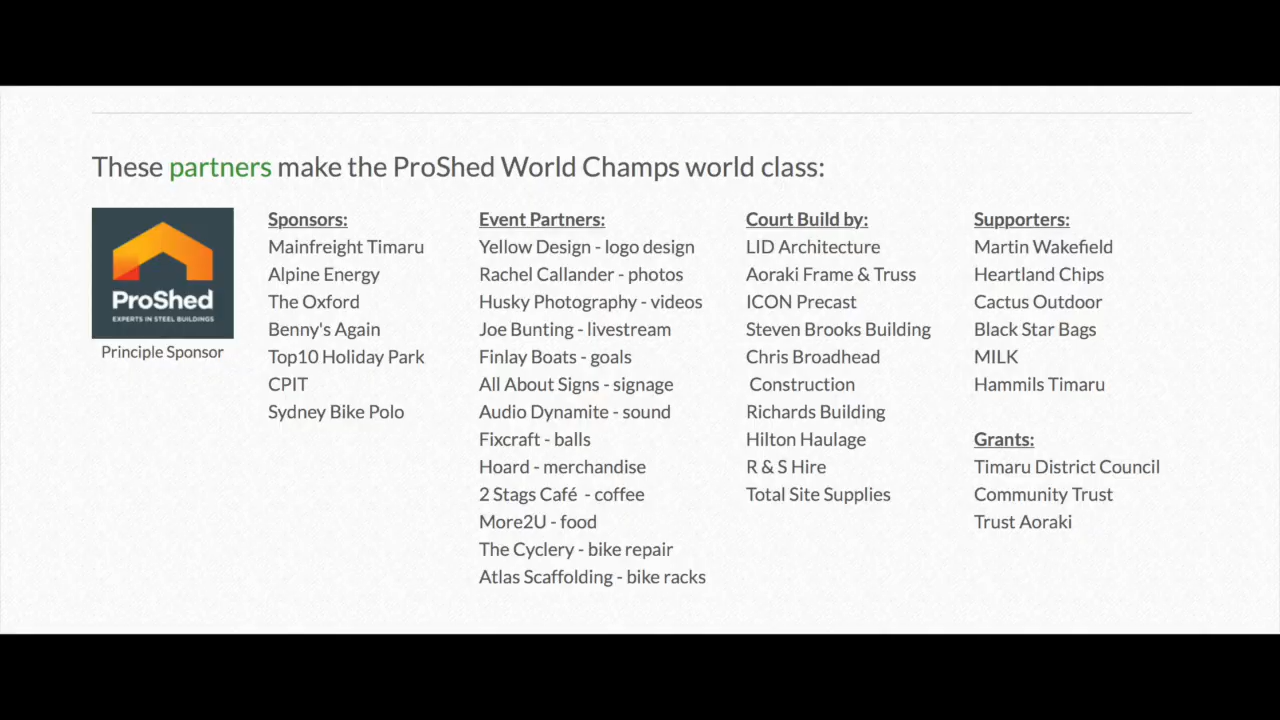 These partners make the ProShed World Champs world class:
ProShed
EXPERTS IN STEEL BUILDINGS
Principle Sponsor
Sponsors:
Mainfreight Timaru
Alpine Energy
The Oxford
Benny's Again
Top10 Holiday Park
CPIT
Sydney Bike Polo
Event Partners:
Yellow Design - logo design
Rachel Callander - photos
Husky Photography - videos
Joe Bunting - livestream
Finlay Boats - goals
All About Signs - signage
Audio Dynamite - sound
Fixcraft - balls
Hoard - merchandise
2 Stags Café - coffee
More2U - food
The Cyclery - bike repair
Atlas Scaffolding - bike racks
Court Build by:
LID Architecture
Aoraki Frame & Truss
ICON Precast
Steven Brooks Building
Chris Broadhead
Construction
Richards Building
Hilton Haulage
R & S Hire
Total Site Supplies
Supporters:
Martin Wakefield
Heartland Chips
Cactus Outdoor
Black Star Bags
MILK
Hammils Timaru
Grants:
Timaru District Council
Community Trust
Trust Aoraki